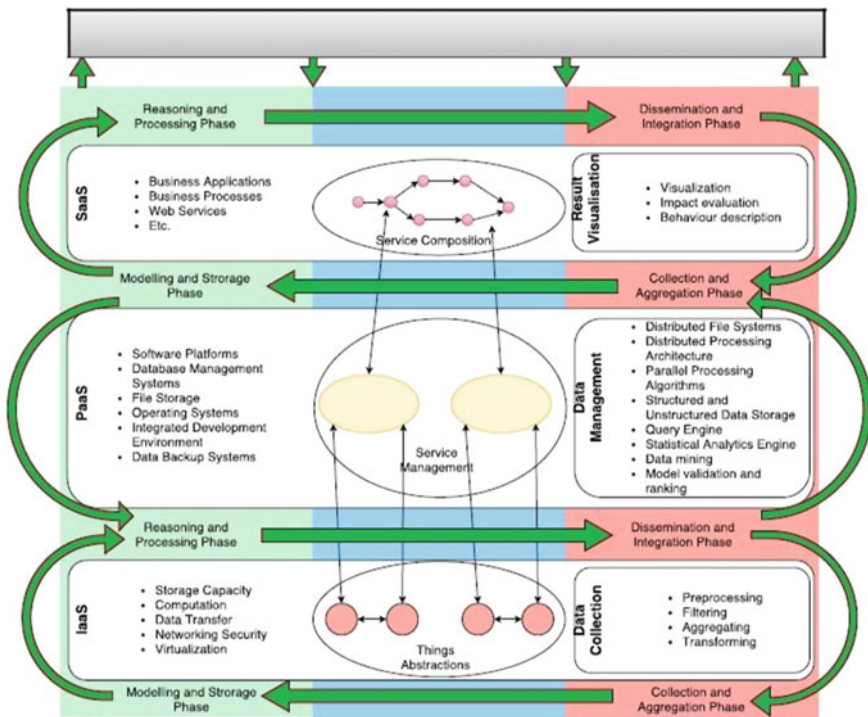 Reasoning and
Processing Phase
Dissemination and
Integration Phase
SaaS
• Business Applications
• Business Processes
• Web Services
• Etc.
Service Composition
Result
Visualisation
• Visualization
• Impact evaluation
• Behaviour description
Modelling and Strorage
Phase
Collection and
Aggregation Phase
PaaS
• Software Platforms
• Database Management
Systems
• File Storage
• Operating Systems
• Integrated Development
Environment
• Data Backup Systems
Service
Management
Data
Management
• Distributed File Systems
• Distributed Processing
Architecture
• Parallel Processing
Algorithms
• Structured and
Unstructured Data Storage
• Query Engine
• Statistical Analytics Engine
• Data mining
• Model validation and
ranking
Reasoning and
Processing Phase
Dissemination and
Integration Phase
IaaS
• Storage Capacity
• Computation
• Data Transfer
• Networking Security
• Virtualization
Things
Abstractions
Data
Collection
• Preprocessing
• Filtering
• Aggregating
• Transforming
Modelling and Strorage
Phase
Collection and
Aggregation Phase